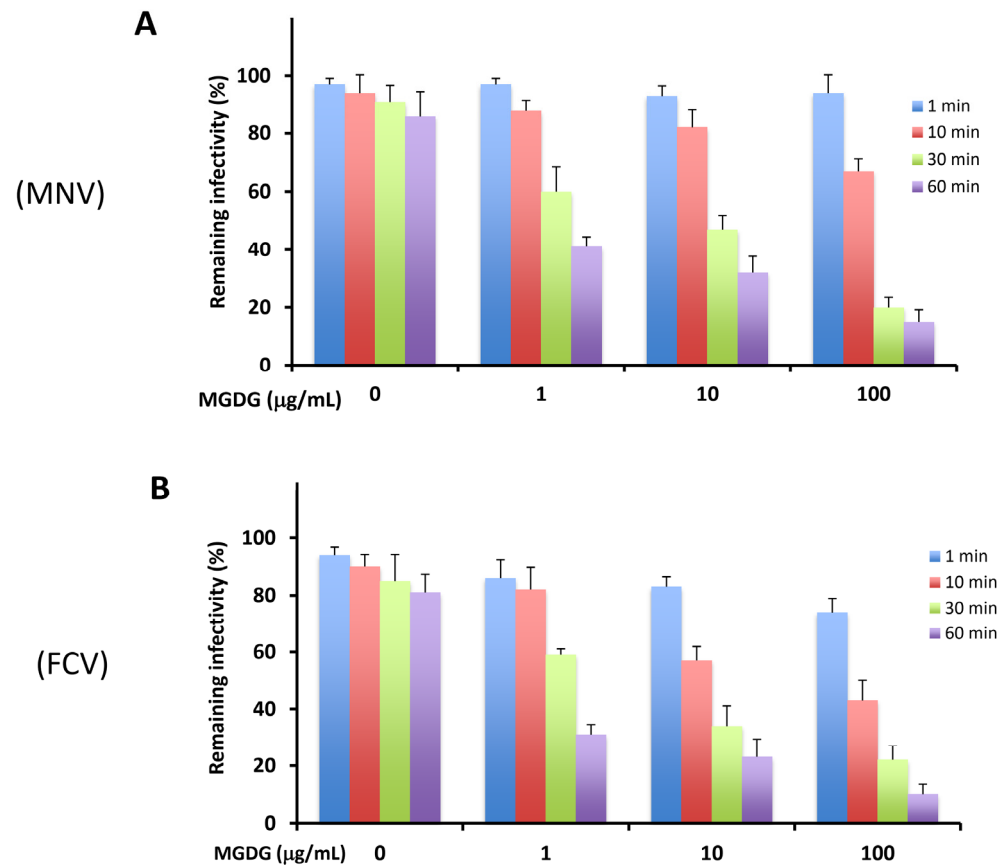 A
(MNV)
Remaining infectivity (%)
100
80
60
40
20
0
1 min
10 min
30 min
60 min
MGDG (µg/mL) 0 1 10 100
B
(FCV)
Remaining infectivity (%)
100
80
60
40
20
0
1 min
10 min
30 min
60 min
MGDG (µg/mL) 0 1 10 100